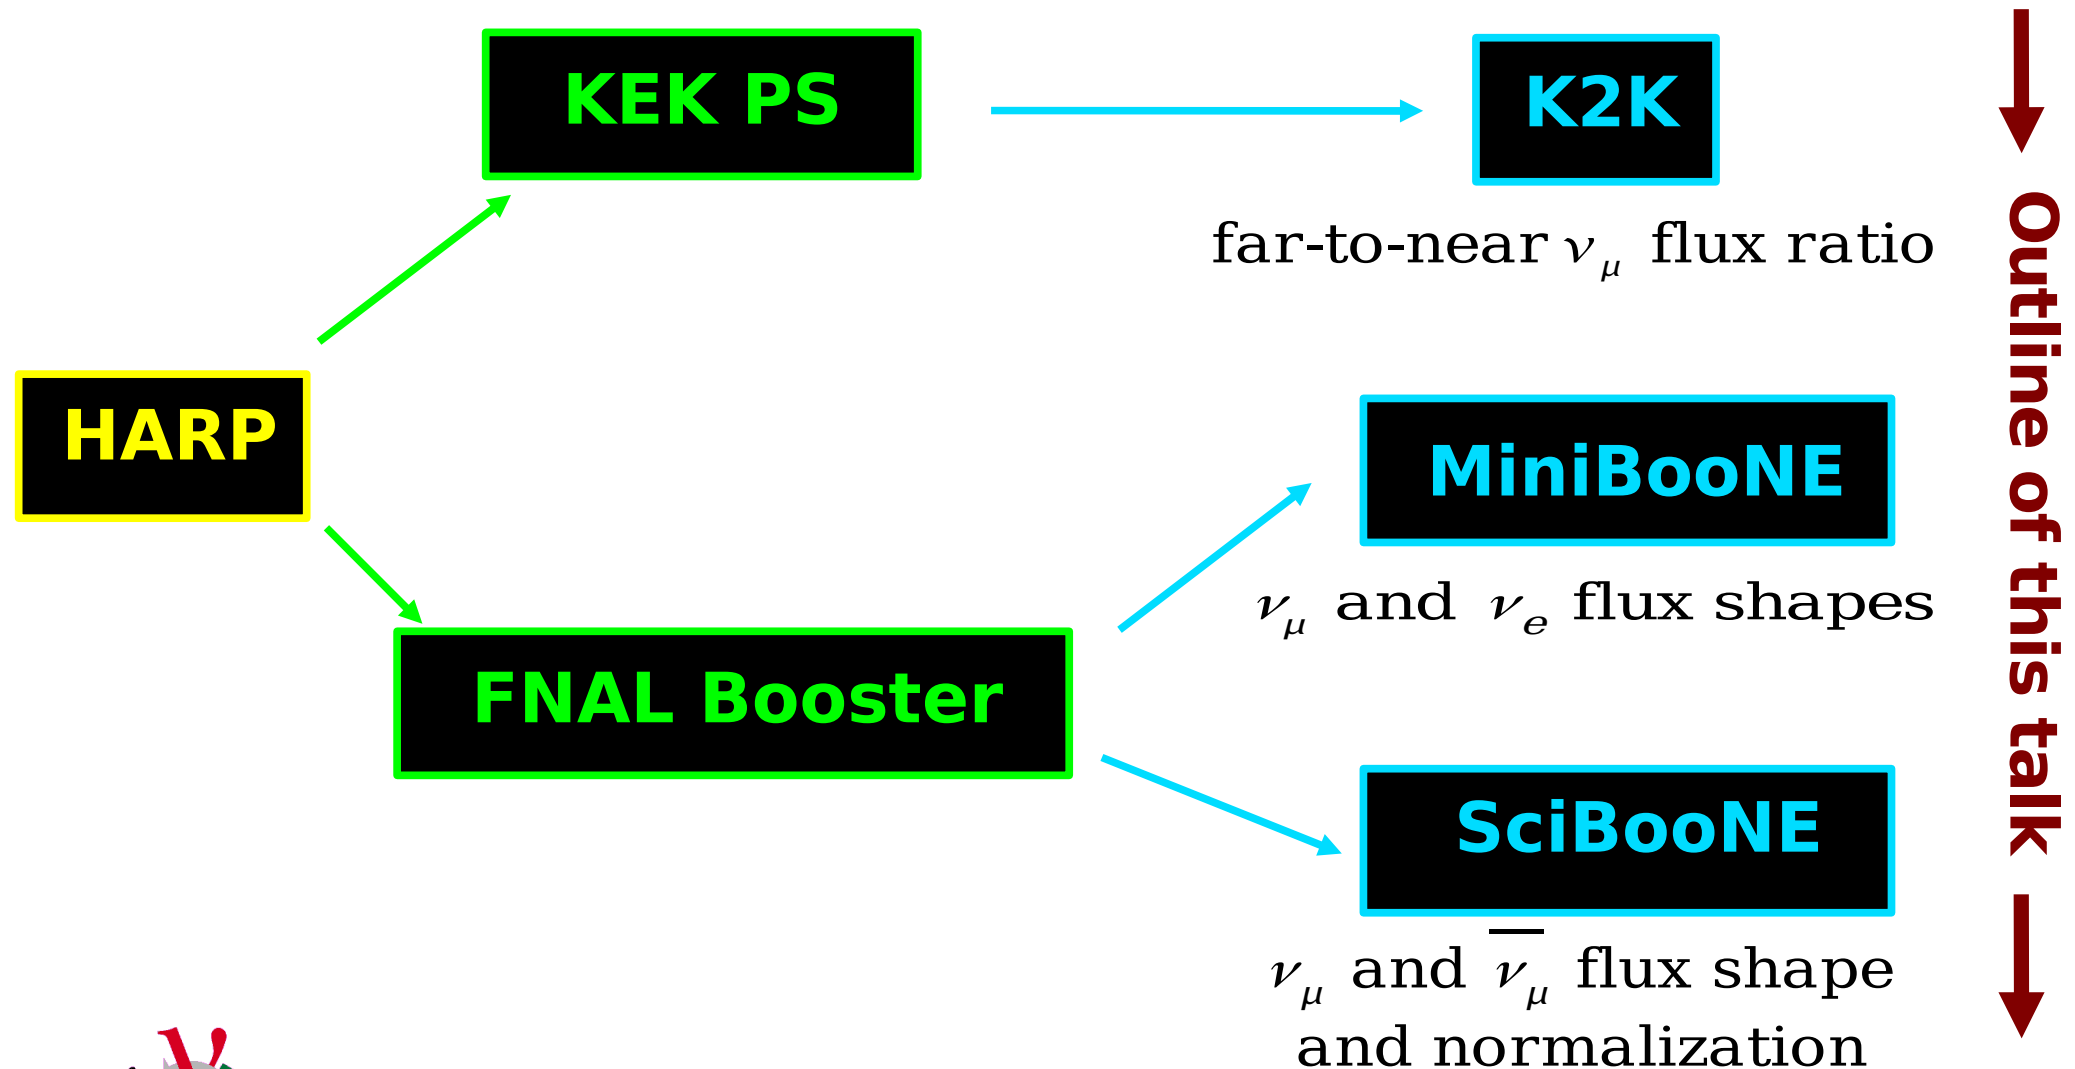 KEK PS
K2K
far-to-near ν_μ flux ratio
HARP
MiniBooNE
ν_μ and ν_e flux shapes
FNAL Booster
SciBooNE
ν_μ and ν̅_μ flux shape
and normalization
Outline of this talk